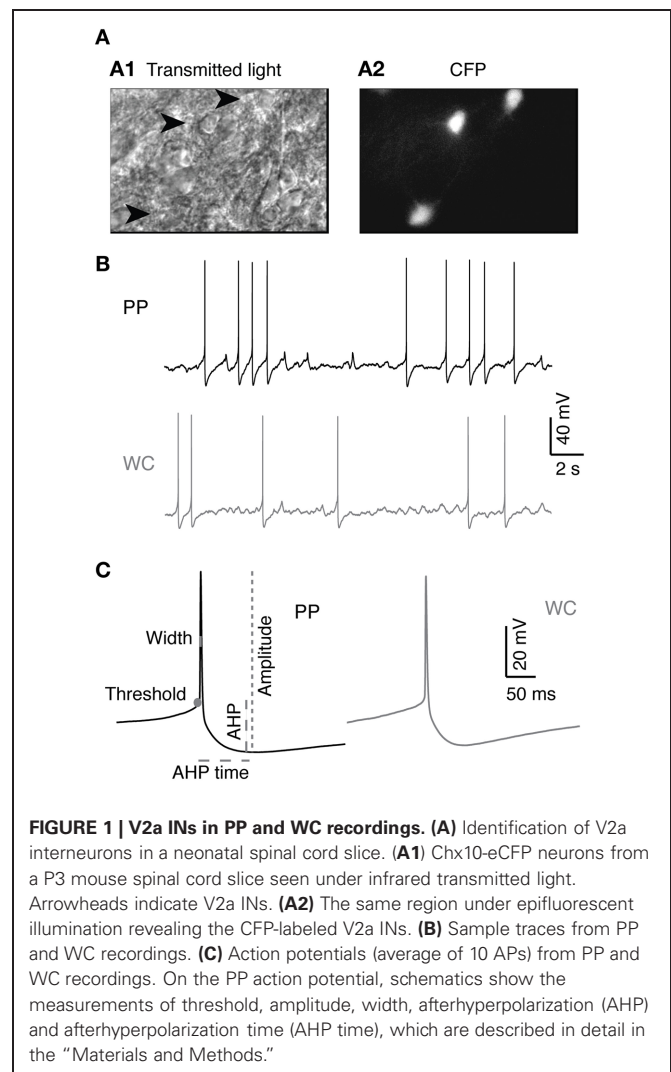 A
A1 Transmitted light
A2 CFP
B
PP
WC
40 mV
2 s
C
PP
WC
Width
Threshold
Amplitude
AHP
AHP time
20 mV
50 ms
FIGURE 1 | V2a INs in PP and WC recordings. (A) Identification of V2a
interneurons in a neonatal spinal cord slice. (A1) Chx10-eCFP neurons from
a P3 mouse spinal cord slice seen under infrared transmitted light.
Arrowheads indicate V2a INs. (A2) The same region under epifluorescent
illumination revealing the CFP-labeled V2a INs. (B) Sample traces from PP
and WC recordings. (C) Action potentials (average of 10 APs) from PP and
WC recordings. On the PP action potential, schematics show the
measurements of threshold, amplitude, width, afterhyperpolarization (AHP)
and afterhyperpolarization time (AHP time), which are described in detail in
the “Materials and Methods.”